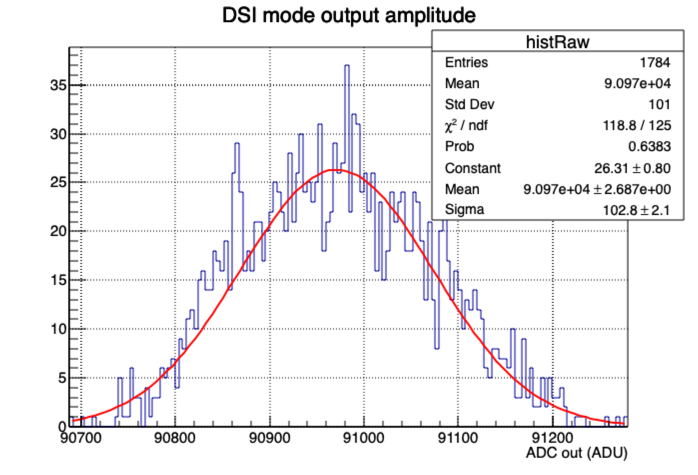 DSI mode output amplitude
histRaw
Entries 1784
Mean 9.097e+04
Std Dev 101
χ² / ndf 118.8 / 125
Prob 0.6383
Constant 26.31 ± 0.80
Mean 9.097e+04 ± 2.687e+00
Sigma 102.8 ± 2.1
35
30
25
20
15
10
5
0
90700 90800 90900 91000 91100 91200
ADC out (ADU)